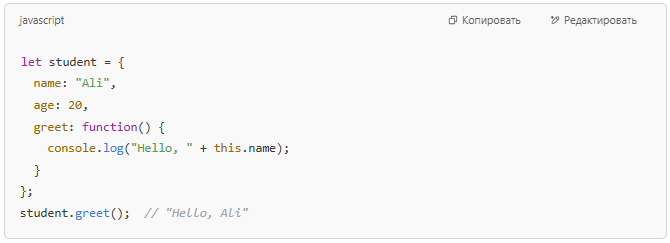 javascript Копировать Редактировать
let student = {
  name: "Ali",
  age: 20,
  greet: function() {
    console.log("Hello, " + this.name);
  }
};
student.greet();  // "Hello, Ali"